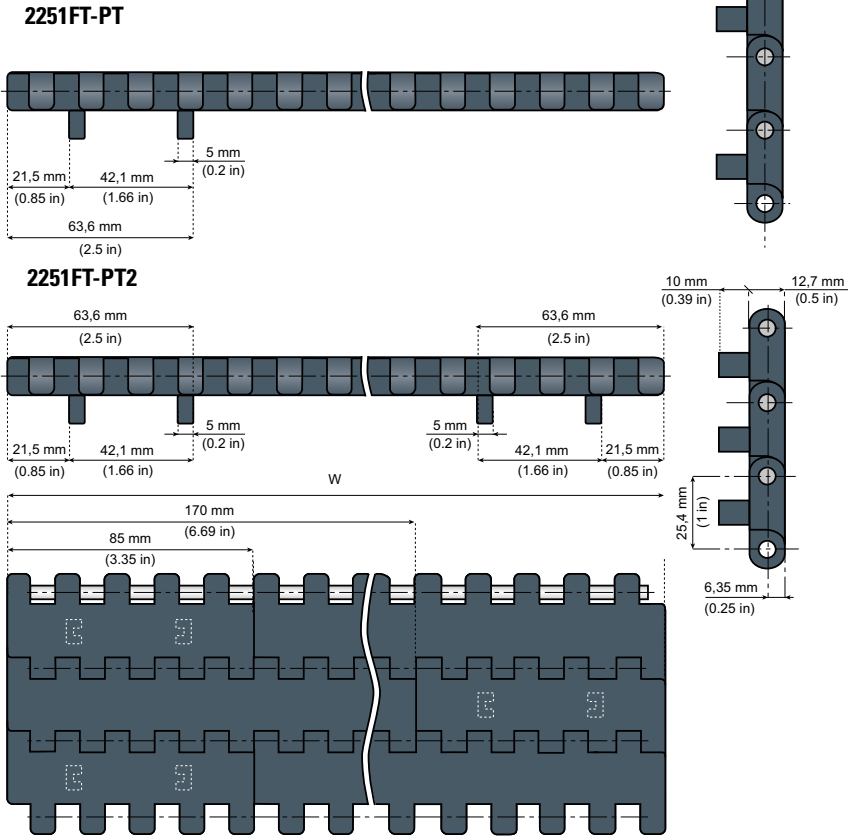 2251FT-PT
5 mm
(0.2 in)
21,5 mm
(0.85 in)
42,1 mm
(1.66 in)
63,6 mm
(2.5 in)
2251FT-PT2
63,6 mm
(2.5 in)
63,6 mm
(2.5 in)
10 mm
(0.39 in)
12,7 mm
(0.5 in)
5 mm
(0.2 in)
5 mm
(0.2 in)
21,5 mm
(0.85 in)
42,1 mm
(1.66 in)
42,1 mm
(1.66 in)
21,5 mm
(0.85 in)
W
170 mm
(6.69 in)
85 mm
(3.35 in)
25,4 mm
(1 in)
6,35 mm
(0.25 in)